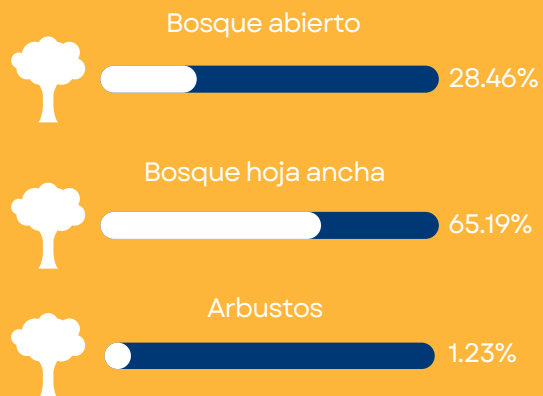 Bosque abierto
28.46%
Bosque hoja ancha
65.19%
Arbustos
1.23%